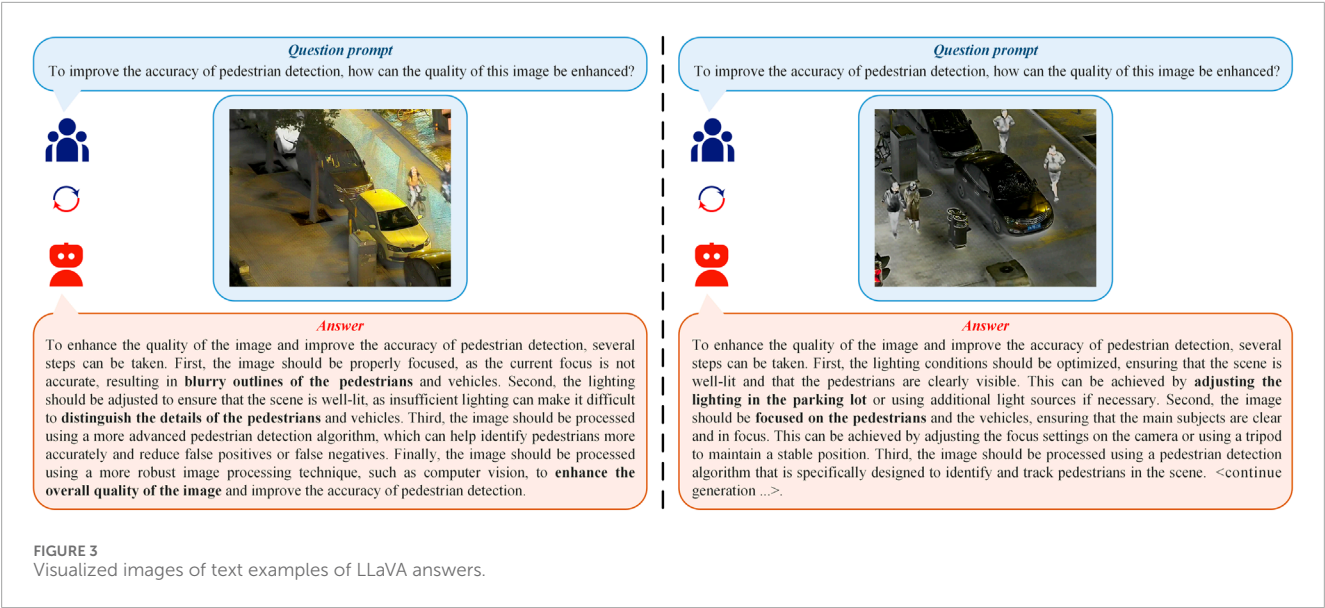 Question prompt
To improve the accuracy of pedestrian detection, how can the quality of this image be enhanced?
Answer
To enhance the quality of the image and improve the accuracy of pedestrian detection, several
steps can be taken. First, the image should be properly focused, as the current focus is not
accurate, resulting in blurry outlines of the pedestrians and vehicles. Second, the lighting
should be adjusted to ensure that the scene is well-lit, as insufficient lighting can make it difficult
to distinguish the details of the pedestrians and vehicles. Third, the image should be processed
using a more advanced pedestrian detection algorithm, which can help identify pedestrians more
accurately and reduce false positives or false negatives. Finally, the image should be processed
using a more robust image processing technique, such as computer vision, to enhance the
overall quality of the image and improve the accuracy of pedestrian detection.
Question prompt
To improve the accuracy of pedestrian detection, how can the quality of this image be enhanced?
Answer
To enhance the quality of the image and improve the accuracy of pedestrian detection, several
steps can be taken. First, the lighting conditions should be optimized, ensuring that the scene is
well-lit and that the pedestrians are clearly visible. This can be achieved by adjusting the
lighting in the parking lot or using additional light sources if necessary. Second, the image
should be focused on the pedestrians and the vehicles, ensuring that the main subjects are clear
and in focus. This can be achieved by adjusting the focus settings on the camera or using a tripod
to maintain a stable position. Third, the image should be processed using a pedestrian detection
algorithm that is specifically designed to identify and track pedestrians in the scene. <continue
generation ...>.
FIGURE 3
Visualized images of text examples of LLaVA answers.